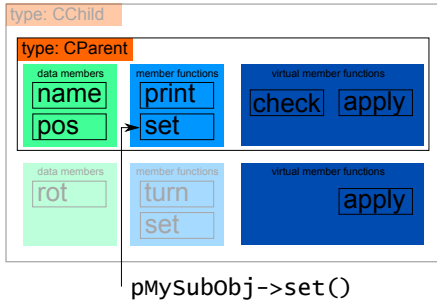 type: CChild
type: CParent
data members
member functions
virtual member functions
name
print
check
apply
pos
set
data members
member functions
virtual member functions
rot
turn
apply
set
pMySubObj->set()